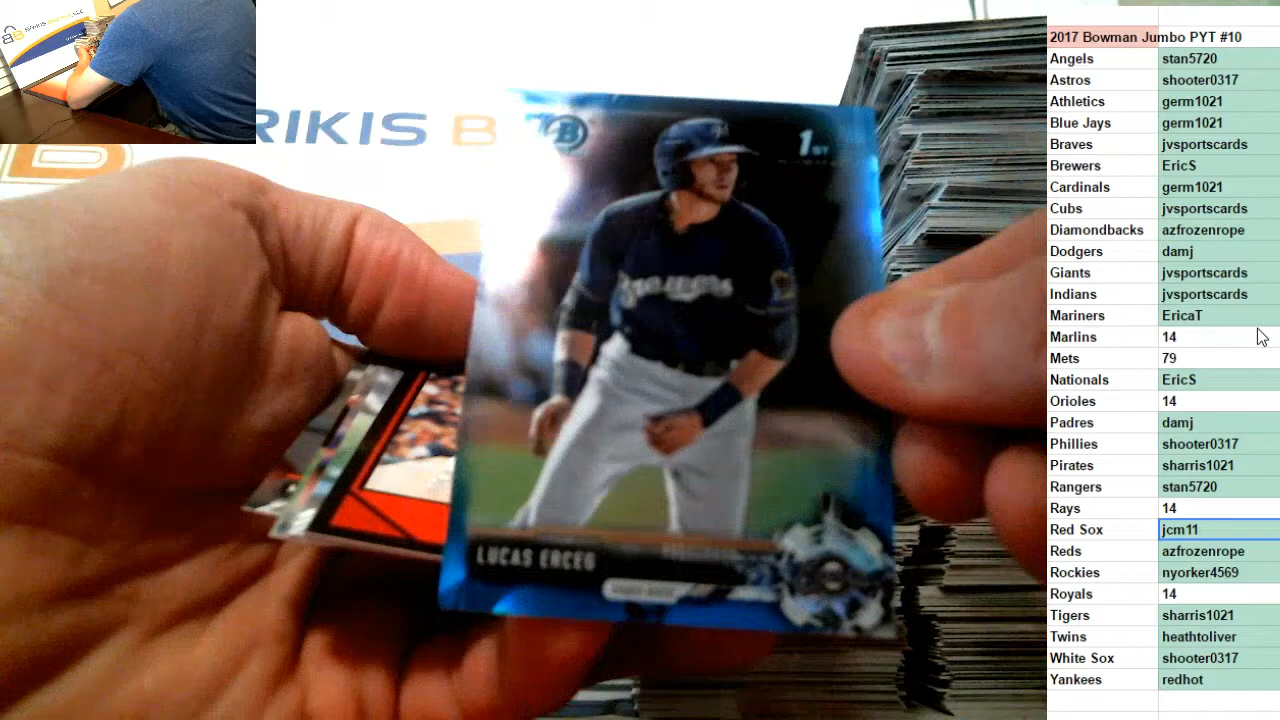 RIKIS B
B
1ST
Brewers
LUCAS ERCEG
2017 Bowman Jumbo PYT #10
Angels stan5720
Astros shooter0317
Athletics germ1021
Blue Jays germ1021
Braves jvsportscards
Brewers EricS
Cardinals germ1021
Cubs jvsportscards
Diamondbacks azfrozenrope
Dodgers damj
Giants jvsportscards
Indians jvsportscards
Mariners EricaT
Marlins 14
Mets 79
Nationals EricS
Orioles 14
Padres damj
Phillies shooter0317
Pirates sharris1021
Rangers stan5720
Rays 14
Red Sox jcm11
Reds azfrozenrope
Rockies nyorker4569
Royals 14
Tigers sharris1021
Twins heathtoliver
White Sox shooter0317
Yankees redhot